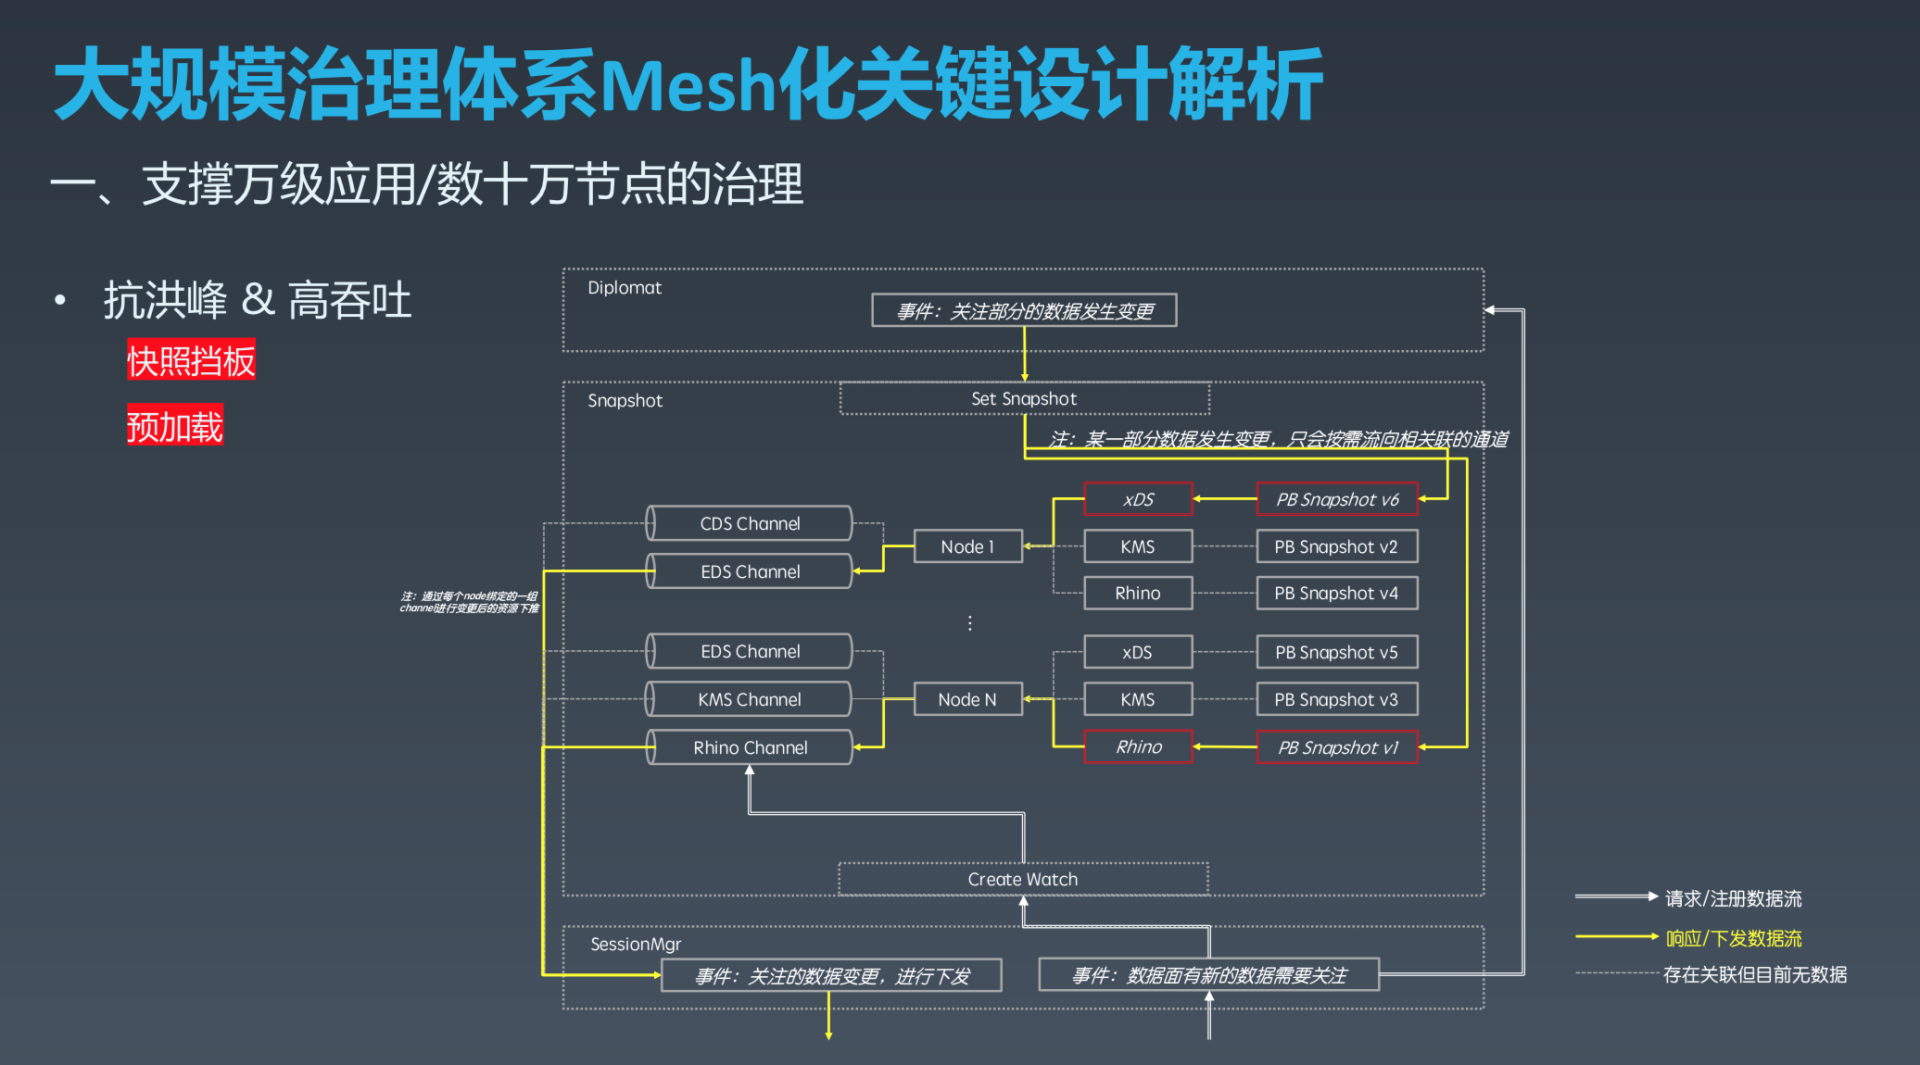 大规模治理体系Mesh化关键设计解析
一、支撑万级应用/数十万节点的治理
• 抗洪峰 & 高吞吐
快照挡板
预加载
Diplomat
事件：关注部分的数据发生变更
Snapshot
Set Snapshot
注：某一部分数据发生变更，只会按需流向相关联的通道
xDS
PB Snapshot v6
CDS Channel
Node 1
KMS
PB Snapshot v2
EDS Channel
Rhino
PB Snapshot v4
注：通过每个node绑定的一组
channel进行变更后的资源下推
⋮
EDS Channel
xDS
PB Snapshot v5
KMS Channel
Node N
KMS
PB Snapshot v3
Rhino Channel
Rhino
PB Snapshot v1
Create Watch
SessionMgr
事件：关注的数据变更，进行下发
事件：数据面有新的数据需要关注
请求/注册数据流
响应/下发数据流
存在关联但目前无数据